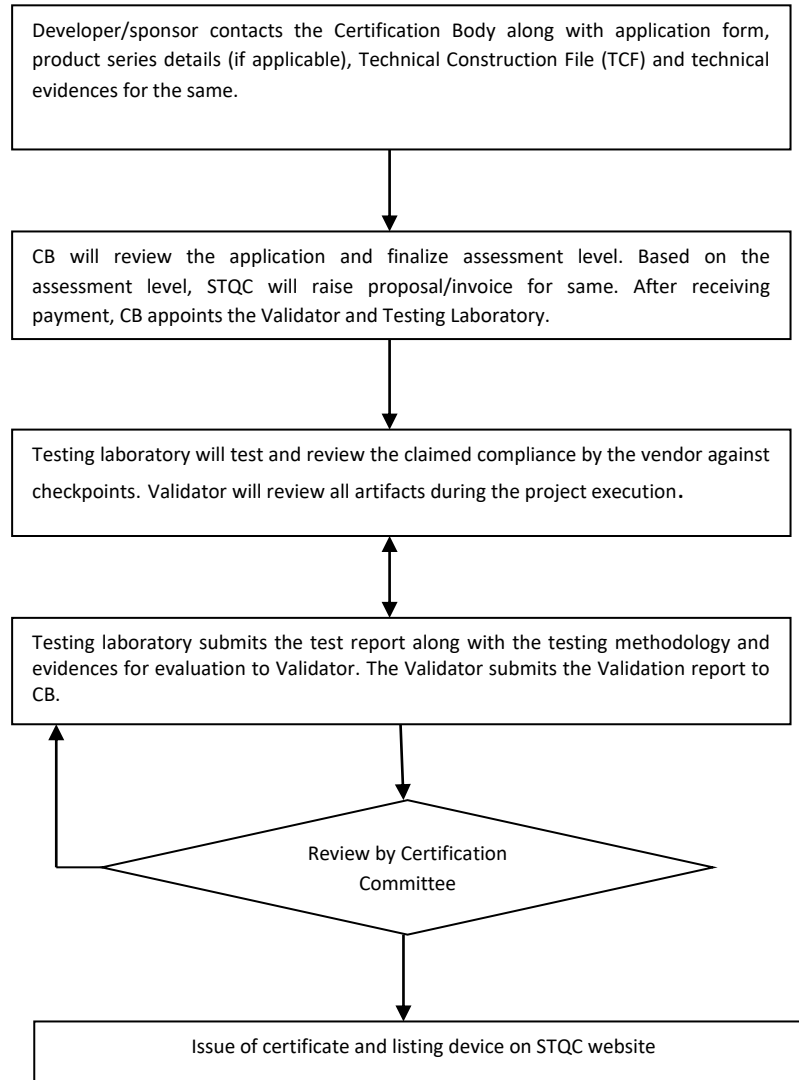 Developer/sponsor contacts the Certification Body along with application form,
product series details (if applicable), Technical Construction File (TCF) and technical
evidences for the same.
CB will review the application and finalize assessment level. Based on the
assessment level, STQC will raise proposal/invoice for same. After receiving
payment, CB appoints the Validator and Testing Laboratory.
Testing laboratory will test and review the claimed compliance by the vendor against
checkpoints. Validator will review all artifacts during the project execution.
Testing laboratory submits the test report along with the testing methodology and
evidences for evaluation to Validator. The Validator submits the Validation report to
CB.
Review by Certification
Committee
Issue of certificate and listing device on STQC website